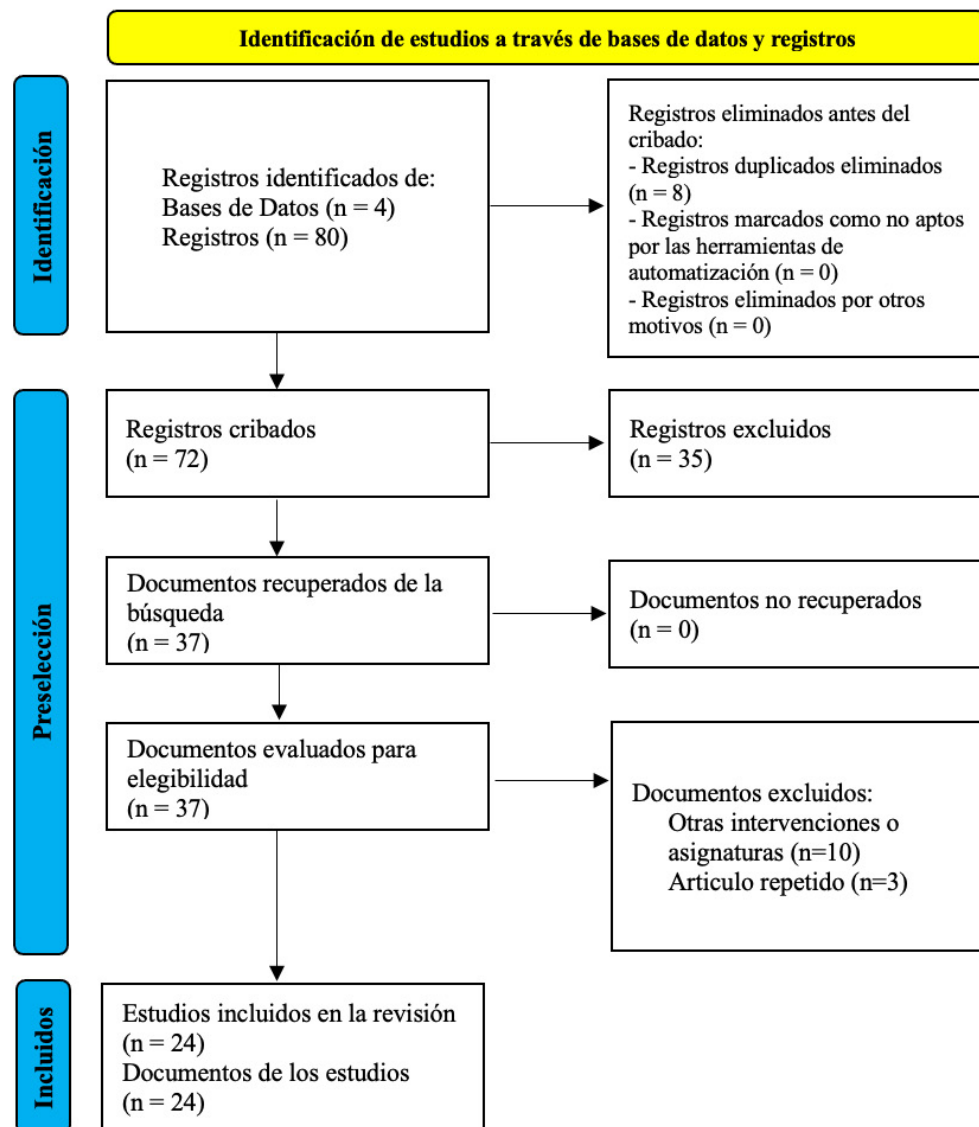 Identificación de estudios a través de bases de datos y registros
Identificación
Registros identificados de:
Bases de Datos (n = 4)
Registros (n = 80)
Registros eliminados antes del
cribado:
- Registros duplicados eliminados
(n = 8)
- Registros marcados como no aptos
por las herramientas de
automatización (n = 0)
- Registros eliminados por otros
motivos (n = 0)
Preselección
Registros cribados
(n = 72)
Registros excluidos
(n = 35)
Documentos recuperados de la
búsqueda
(n = 37)
Documentos no recuperados
(n = 0)
Documentos evaluados para
elegibilidad
(n = 37)
Documentos excluidos:
Otras intervenciones o
asignaturas (n=10)
Articulo repetido (n=3)
Incluidos
Estudios incluidos en la revisión
(n = 24)
Documentos de los estudios
(n = 24)